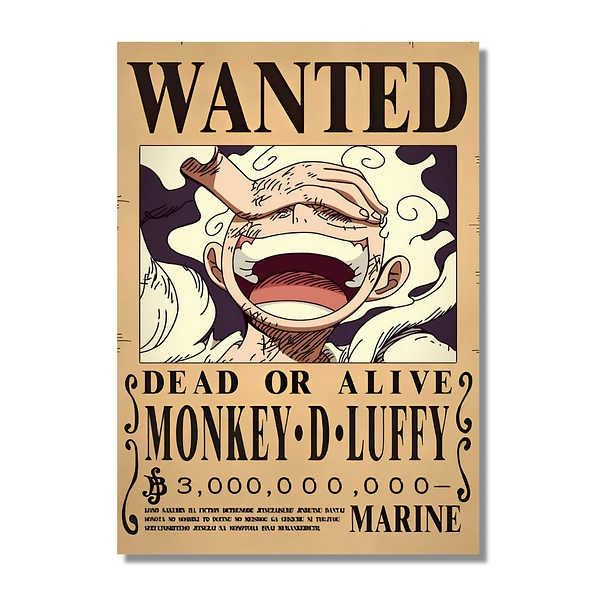 WANTED
DEAD OR ALIVE
MONKEY•D•LUFFY
3,000,000,000—
MARINE